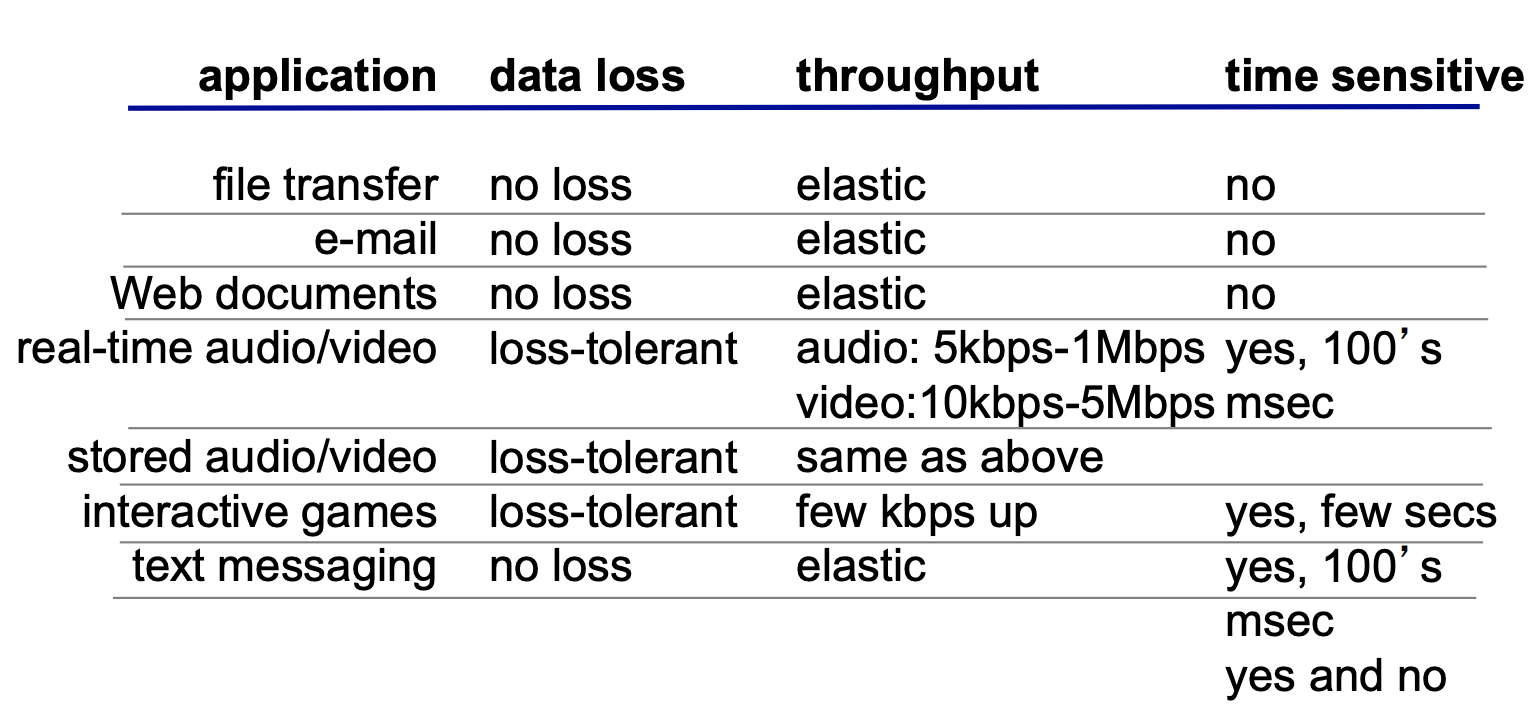 application data loss throughput time sensitive
file transfer no loss elastic no
e-mail no loss elastic no
Web documents no loss elastic no
real-time audio/video loss-tolerant audio: 5kbps-1Mbps yes, 100’s
video:10kbps-5Mbps msec
stored audio/video loss-tolerant same as above
interactive games loss-tolerant few kbps up yes, few secs
text messaging no loss elastic yes, 100’s
msec
yes and no